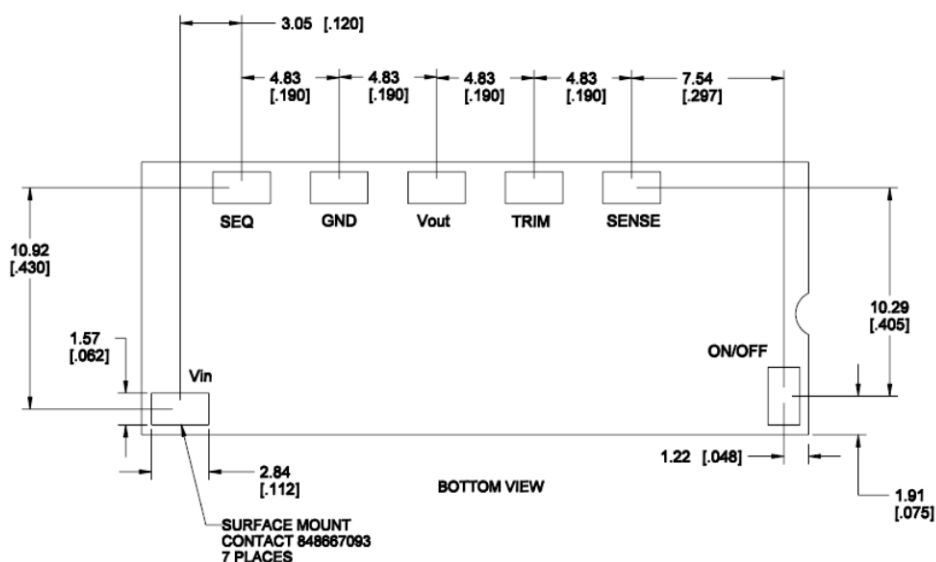 3.05 [.120]
4.83
[.190]
4.83
[.190]
4.83
[.190]
4.83
[.190]
7.54
[.297]
SEQ
GND
Vout
TRIM
SENSE
10.92
[.430]
10.29
[.405]
1.57
[.062]
Vin
ON/OFF
2.84
[.112]
BOTTOM VIEW
1.22 [.048]
1.91
[.075]
SURFACE MOUNT
CONTACT 848667093
7 PLACES